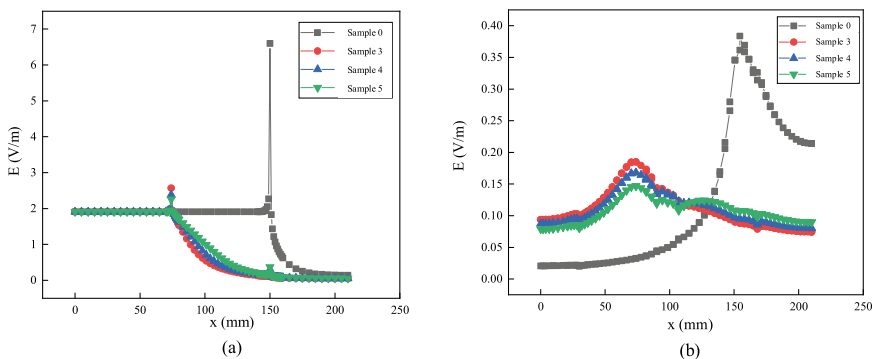 7
6
5
4
3
2
1
0
E (V/m)
0 50 100 150 200 250
x (mm)
Sample 0
Sample 3
Sample 4
Sample 5
(a)
0.40
0.35
0.30
0.25
0.20
0.15
0.10
0.05
0.00
E (V/m)
0 50 100 150 200 250
x (mm)
Sample 0
Sample 3
Sample 4
Sample 5
(b)